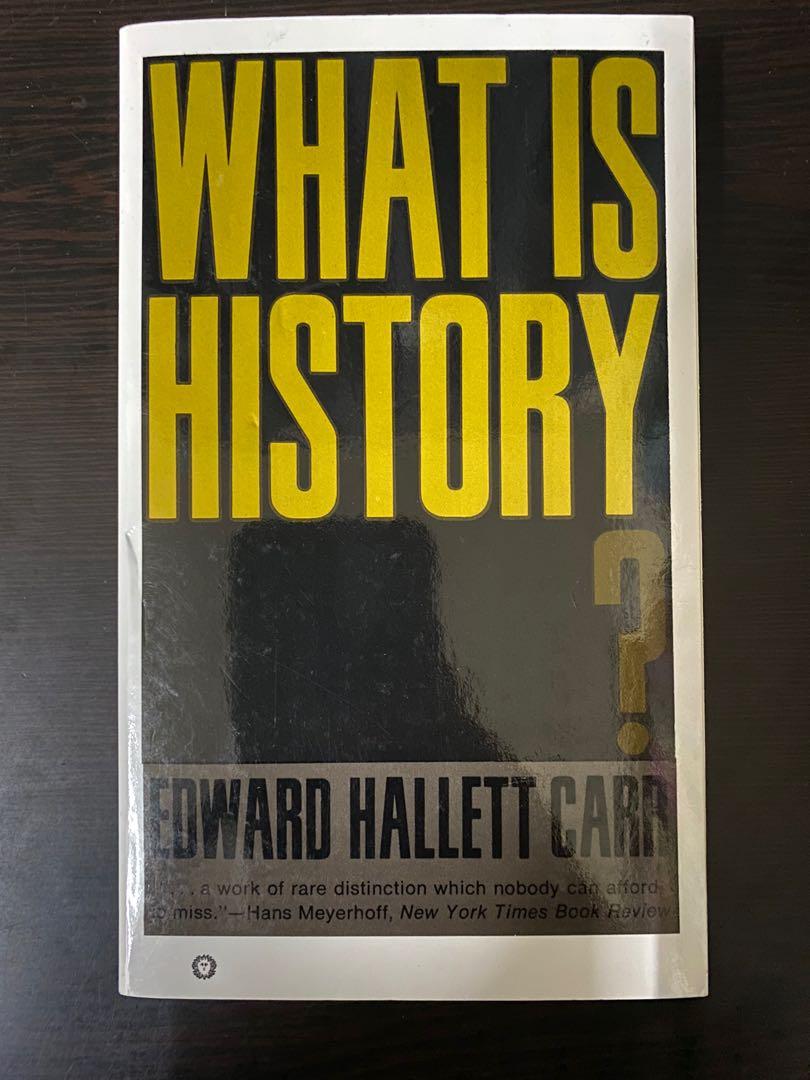 WHAT IS
HISTORY
?
EDWARD HALLETT CARR
"... a work of rare distinction which nobody can afford
to miss."—Hans Meyerhoff, New York Times Book Review